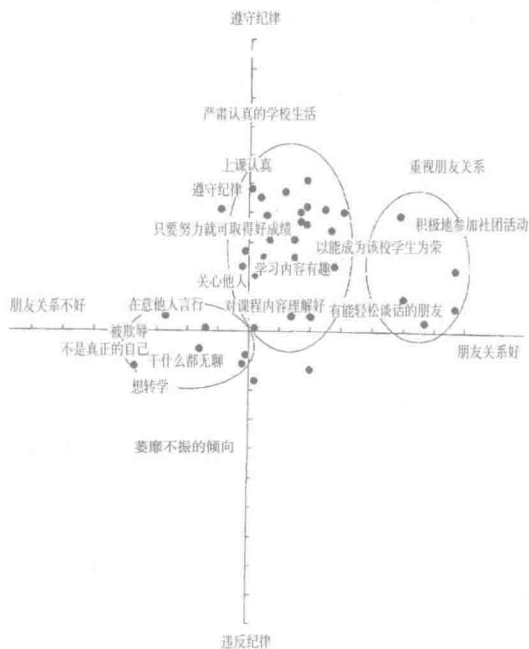 遵守纪律
严肃认真的学校生活
上课认真
重视朋友关系
遵守纪律
积极地参加社团活动
只要努力就可取得好成绩
以能成为该校学生为荣
学习内容有趣
关心他人
朋友关系不好
在意他人言行
对课程内容理解好
有能轻松谈话的朋友
被欺辱
不是真正的自己
干什么都无聊
朋友关系好
想转学
萎靡不振的倾向
违反纪律